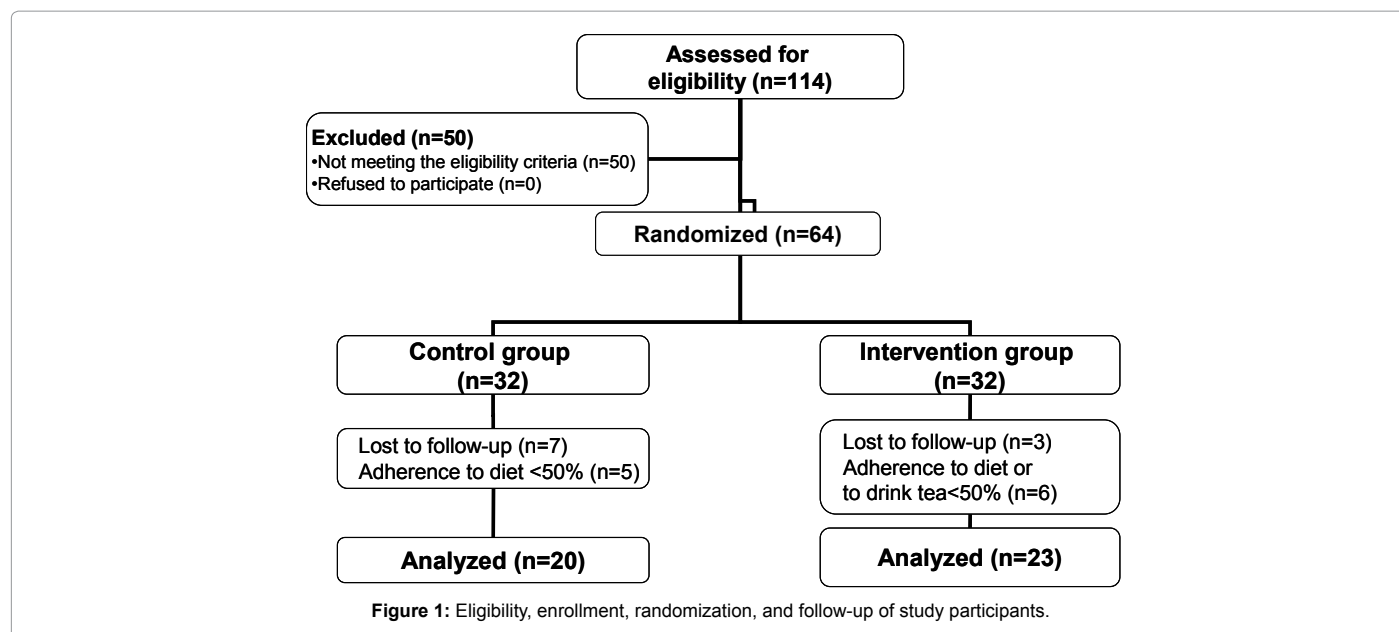 Assessed for
eligibility (n=114)
Excluded (n=50)
•Not meeting the eligibility criteria (n=50)
•Refused to participate (n=0)
Randomized (n=64)
Control group
(n=32)
Intervention group
(n=32)
Lost to follow-up (n=7)
Adherence to diet <50% (n=5)
Lost to follow-up (n=3)
Adherence to diet or
to drink tea<50% (n=6)
Analyzed (n=20)
Analyzed (n=23)
Figure 1: Eligibility, enrollment, randomization, and follow-up of study participants.